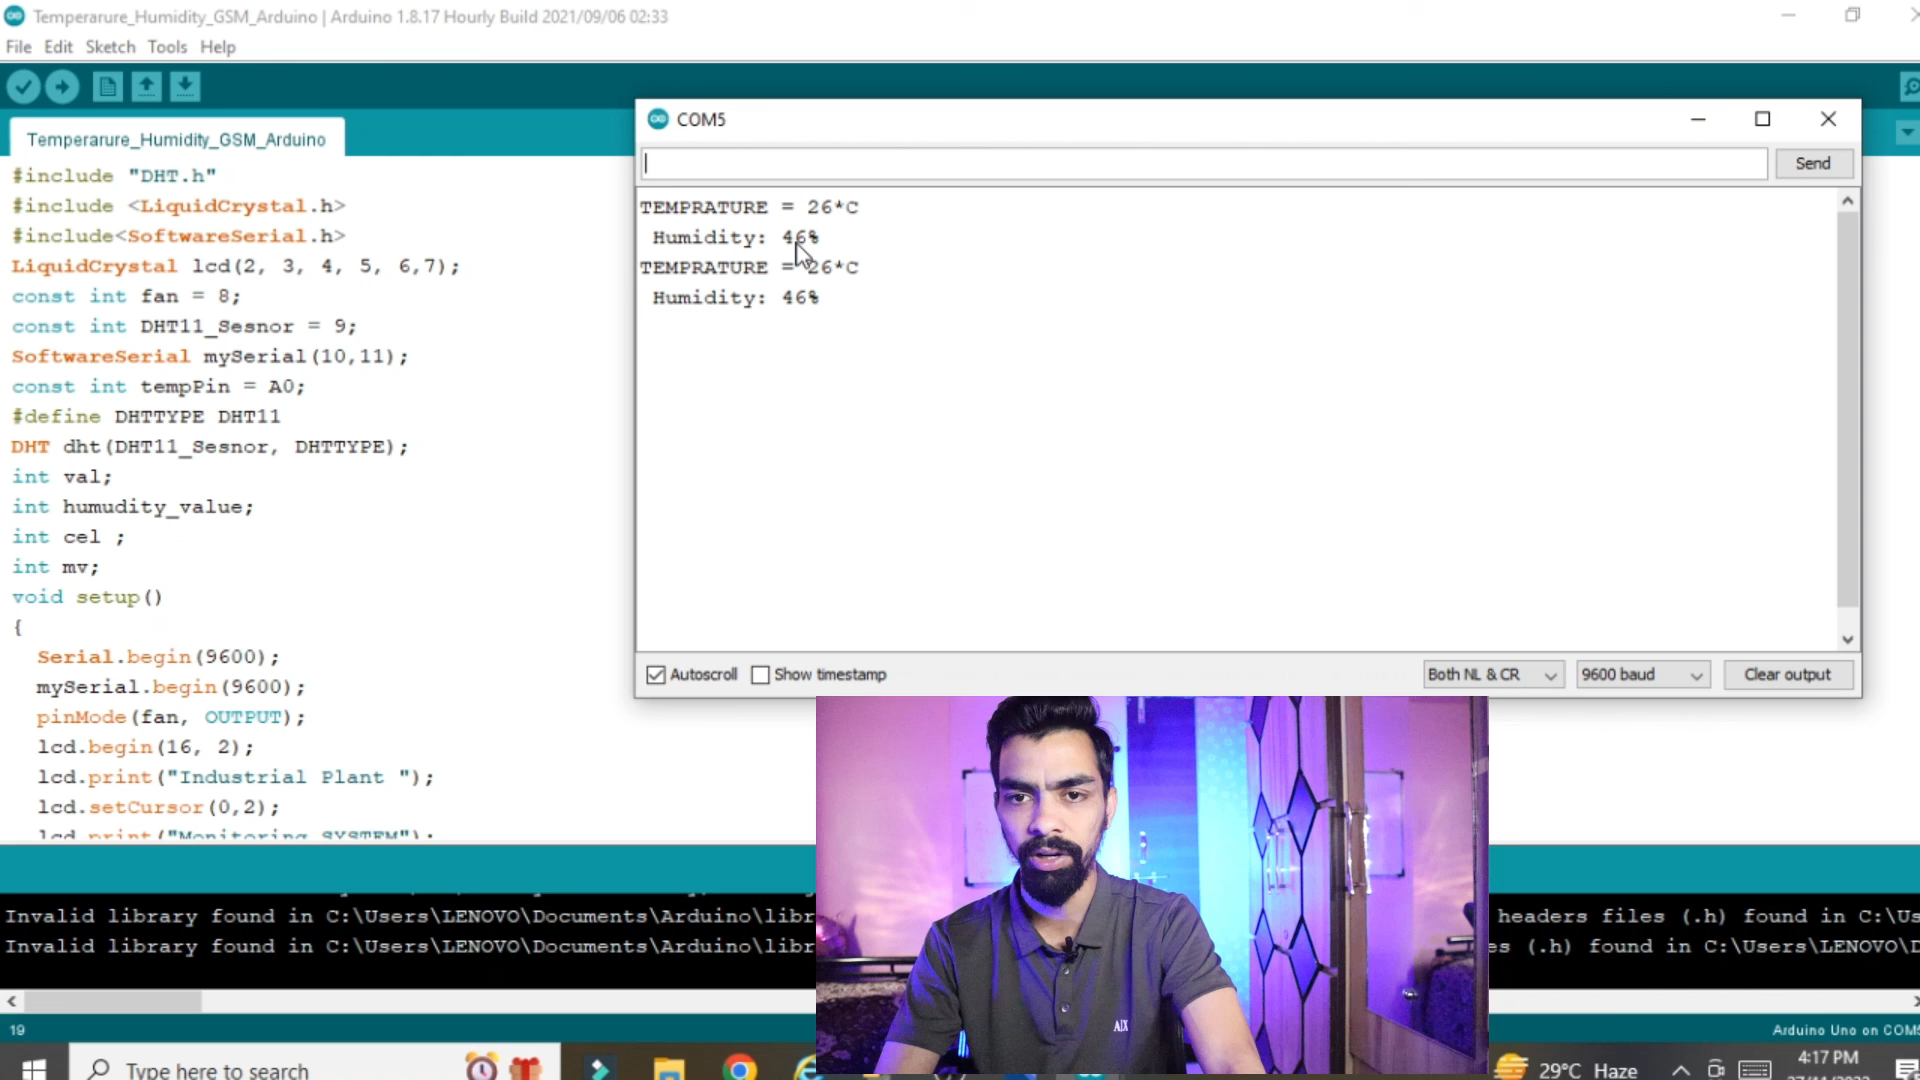 Temperarure_Humidity_GSM_Arduino | Arduino 1.8.17 Hourly Build 2021/09/06 02:33
File Edit Sketch Tools Help
Temperarure_Humidity_GSM_Arduino
#include "DHT.h"
#include <LiquidCrystal.h>
#include<SoftwareSerial.h>
LiquidCrystal lcd(2, 3, 4, 5, 6,7);
const int fan = 8;
const int DHT11_Sesnor = 9;
SoftwareSerial mySerial(10,11);
const int tempPin = A0;
#define DHTTYPE DHT11
DHT dht(DHT11_Sesnor, DHTTYPE);
int val;
int humudity_value;
int cel ;
int mv;
void setup()
{
Serial.begin(9600);
mySerial.begin(9600);
pinMode(fan, OUTPUT);
lcd.begin(16, 2);
lcd.print("Industrial Plant ");
lcd.setCursor(0,2);
lcd.print("Monitoring SYSTEM");
COM5
Send
TEMPRATURE = 26*C
Humidity: 46%
TEMPRATURE = 26*C
Humidity: 46%
Autoscroll Show timestamp Both NL & CR 9600 baud Clear output
Invalid library found in C:\Users\LENOVO\Documents\Arduino\libr headers files (.h) found in C:\Us
Invalid library found in C:\Users\LENOVO\Documents\Arduino\libr es (.h) found in C:\Users\LENOVO\D
AIX
19
Arduino Uno on COM5
Type here to search
29°C Haze
4:17 PM